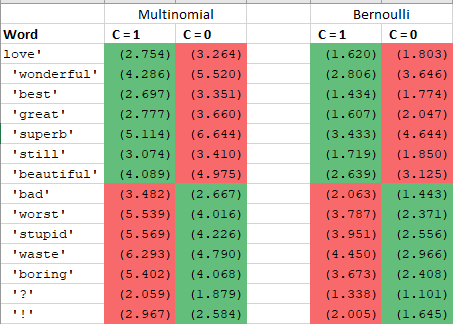 Multinomial Bernoulli
Word C = 1 C = 0 C = 1 C = 0
love' (2.754) (3.264) (1.620) (1.803)
'wonderful' (4.286) (5.520) (2.806) (3.646)
'best' (2.697) (3.351) (1.434) (1.774)
'great' (2.777) (3.660) (1.607) (2.047)
'superb' (5.114) (6.644) (3.433) (4.644)
'still' (3.074) (3.410) (1.719) (1.850)
'beautiful' (4.089) (4.975) (2.639) (3.125)
'bad' (3.482) (2.667) (2.063) (1.443)
'worst' (5.539) (4.016) (3.787) (2.371)
'stupid' (5.569) (4.226) (3.951) (2.556)
'waste' (6.293) (4.790) (4.450) (2.966)
'boring' (5.402) (4.068) (3.673) (2.408)
'?' (2.059) (1.879) (1.338) (1.101)
'!' (2.967) (2.584) (2.005) (1.645)